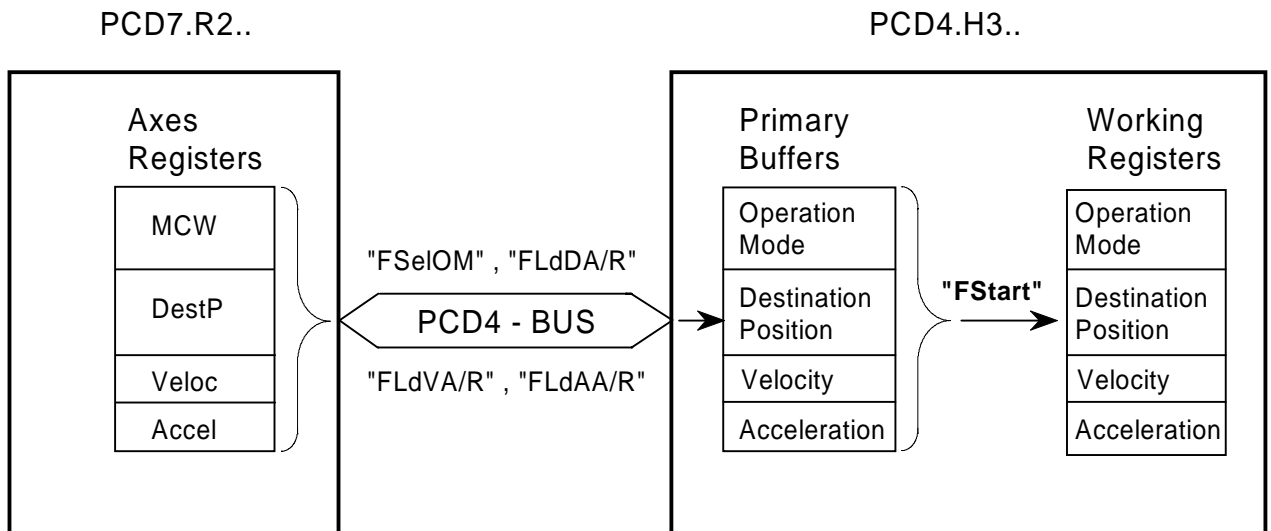 PCD7.R2..
PCD4.H3..
Axes
Registers
MCW
DestP
Veloc
Accel
"FSelOM" , "FLdDA/R"
PCD4 - BUS
"FLdVA/R" , "FLdAA/R"
Primary
Buffers
Operation
Mode
Destination
Position
Velocity
Acceleration
"FStart"
Working
Registers
Operation
Mode
Destination
Position
Velocity
Acceleration